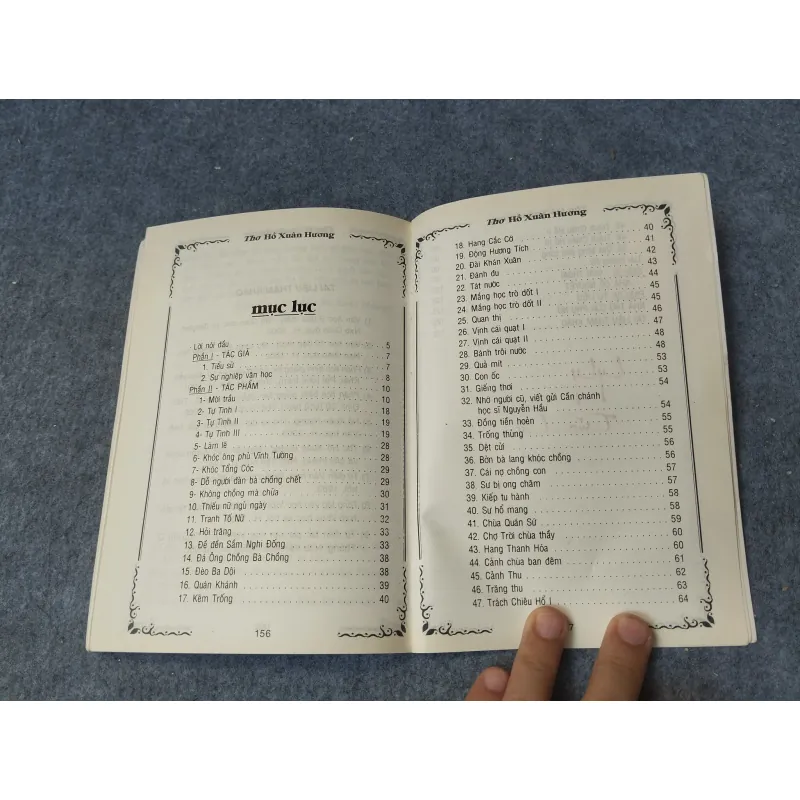 Thơ Hồ Xuân Hương
mục lục
Lời nói đầu 5
Phần I - TÁC GIẢ 7
1. Tiểu sử 7
2. Sự nghiệp văn học 8
Phần II - TÁC PHẨM 10
1- Mời trầu 10
2- Tự Tình I 18
3- Tự Tình II 28
4- Tự Tình III 28
5- Làm lẽ 28
6- Khóc ông phủ Vĩnh Tường 28
7- Khóc Tổng Cóc 29
8- Dỗ người đàn bà chồng chết 29
9- Không chồng mà chửa 30
10. Thiếu nữ ngủ ngày 31
11. Tranh Tố Nữ 32
12. Hỏi trăng 33
13. Đề đền Sầm Nghi Đống 33
14. Đá Ông Chồng Bà Chồng 38
15. Đèo Ba Dội 38
16. Quán Khánh 39
17. Kẽm Trống 40
156
Thơ Hồ Xuân Hương
18. Hang Cắc Cớ 40
19. Động Hương Tích 41
20. Đài Khán Xuân 42
21. Đánh đu 43
22. Tát nước 44
23. Mắng học trò dốt I 45
24. Mắng học trò dốt II 45
25. Quan thị 46
26. Vịnh cái quạt I 47
27. Vịnh cái quạt II 48
28. Bánh trôi nước 48
29. Quả mít 53
30. Con ốc 53
31. Giếng thơi 54
32. Nhớ người cũ, viết gửi Cần chánh
học sĩ Nguyễn Hầu 54
33. Đồng tiền hoẻn 55
34. Trống thủng 55
35. Dệt cửi 56
36. Bỡn bà lang khóc chồng 56
37. Cái nợ chồng con 57
38. Sư bị ong châm 57
39. Kiếp tu hành 58
40. Sư hổ mang 58
41. Chùa Quán Sứ 59
42. Chợ Trời chùa thầy 60
43. Hang Thanh Hóa 60
44. Cảnh chùa ban đêm 61
45. Cảnh Thu 62
46. Trăng thu 63
47. Trách Chiêu Hổ I 64
7